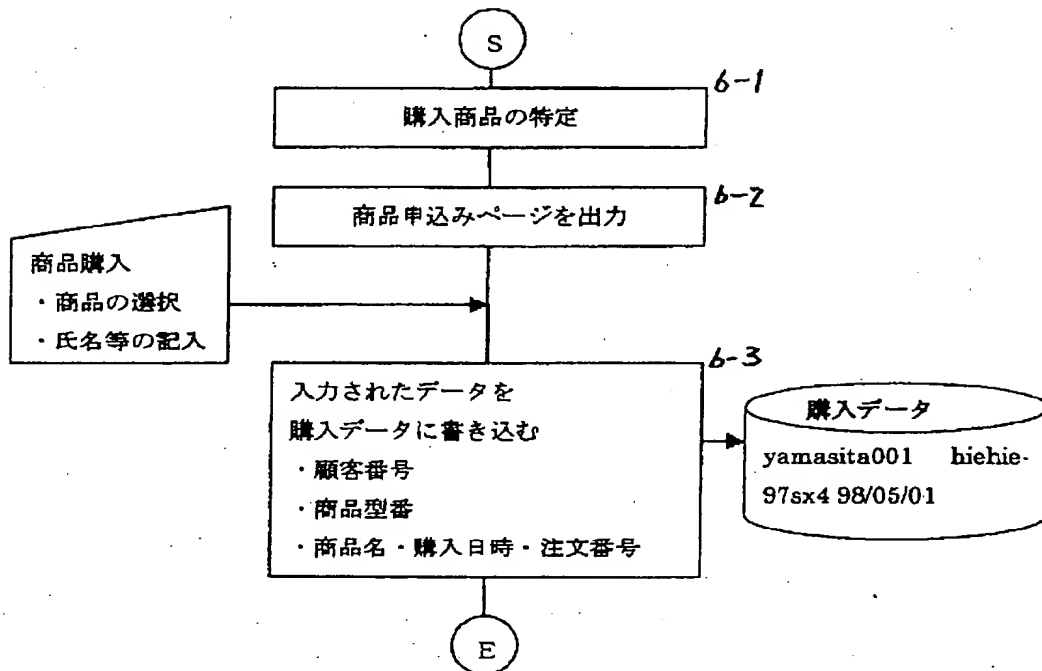 S
6-1
購入商品の特定
6-2
商品申込みページを出力
商品購入
・商品の選択
・氏名等の記入
6-3
入力されたデータを
購入データに書き込む
・顧客番号
・商品型番
・商品名・購入日時・注文番号
購入データ
yamasita001 hiehie-
97sx4 98/05/01
E